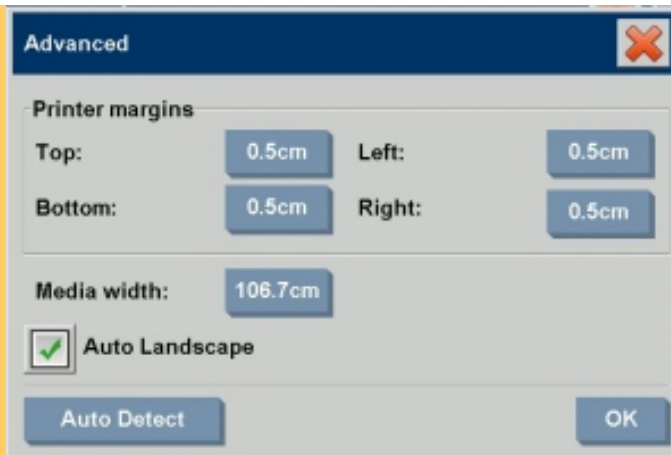 Advanced
Printer margins
Top: 0.5cm Left: 0.5cm
Bottom: 0.5cm Right: 0.5cm
Media width: 106.7cm
Auto Landscape
Auto Detect OK